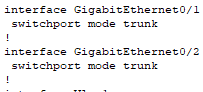 interface GigabitEthernet0/1
 switchport mode trunk
!
interface GigabitEthernet0/2
 switchport mode trunk
!